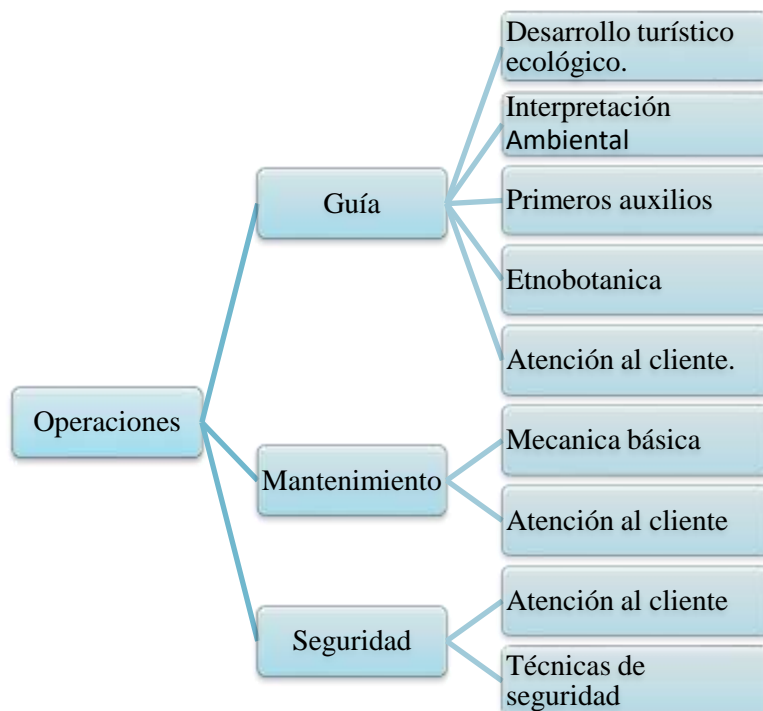 Operaciones
Guía
Desarrollo turístico
ecológico.
Interpretación
Ambiental
Primeros auxilios
Etnobotanica
Atención al cliente.
Mantenimiento
Mecanica básica
Atención al cliente
Seguridad
Atención al cliente
Técnicas de
seguridad